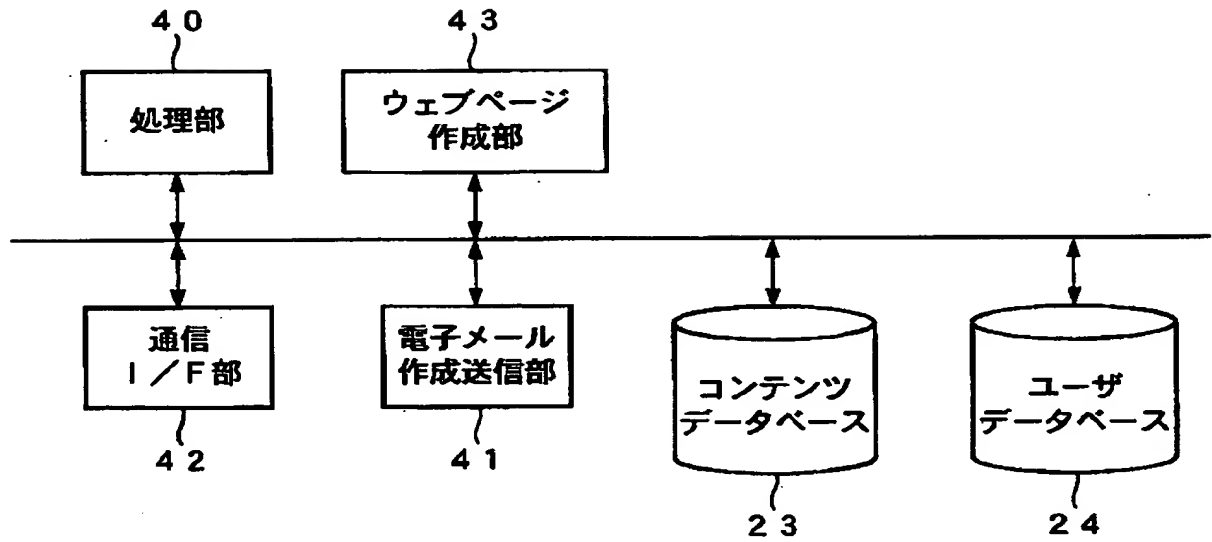 ４０
４３
処理部
ウェブページ
作成部
通信
Ｉ／Ｆ部
電子メール
作成送信部
コンテンツ
データベース
ユーザ
データベース
４２
４１
２３
２４